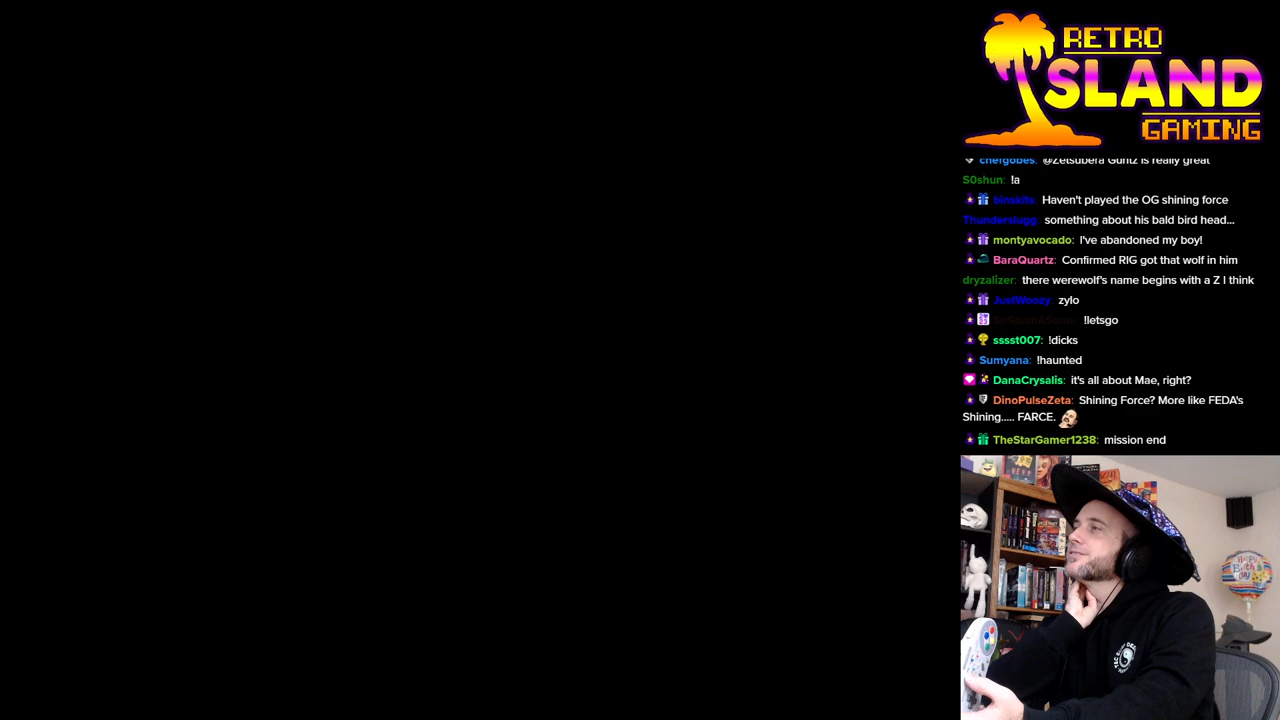 RETRO
ISLAND
GAMING
chefgobes: @Zetsubera Guntz is really great
S0shun: !a
binskits: Haven't played the OG shining force
Thunderslugg: something about his bald bird head...
montyavocado: I've abandoned my boy!
BaraQuartz: Confirmed RIG got that wolf in him
dryzalizer: there werewolf's name begins with a Z I think
JustWoozy: zylo
!letsgo
sssst007: !dicks
Sumyana: !haunted
DanaCrysalis: it's all about Mae, right?
DinoPulseZeta: Shining Force? More like FEDA's
Shining..... FARCE.
TheStarGamer1238: mission end